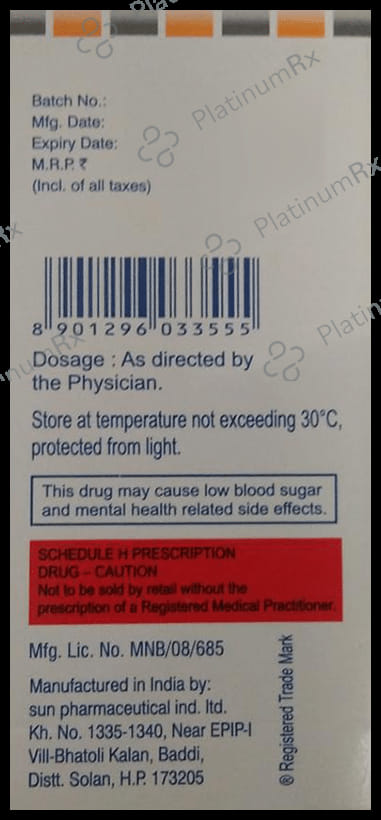 PlatinumRx
Batch No.:
Mfg. Date:
Expiry Date:
M.R.P. ₹
(Incl. of all taxes)
PlatinumRx
PlatinumRx
8 901296 033555
Dosage : As directed by
the Physician.
Store at temperature not exceeding 30°C,
protected from light.
This drug may cause low blood sugar
and mental health related side effects.
SCHEDULE H PRESCRIPTION
DRUG – CAUTION
Not to be sold by retail without the
prescription of a Registered Medical Practitioner.
Mfg. Lic. No. MNB/08/685
Manufactured in India by:
sun pharmaceutical ind. ltd.
Kh. No. 1335-1340, Near EPIP-I
Vill-Bhatoli Kalan, Baddi,
Distt. Solan, H.P. 173205
® Registered Trade Mark